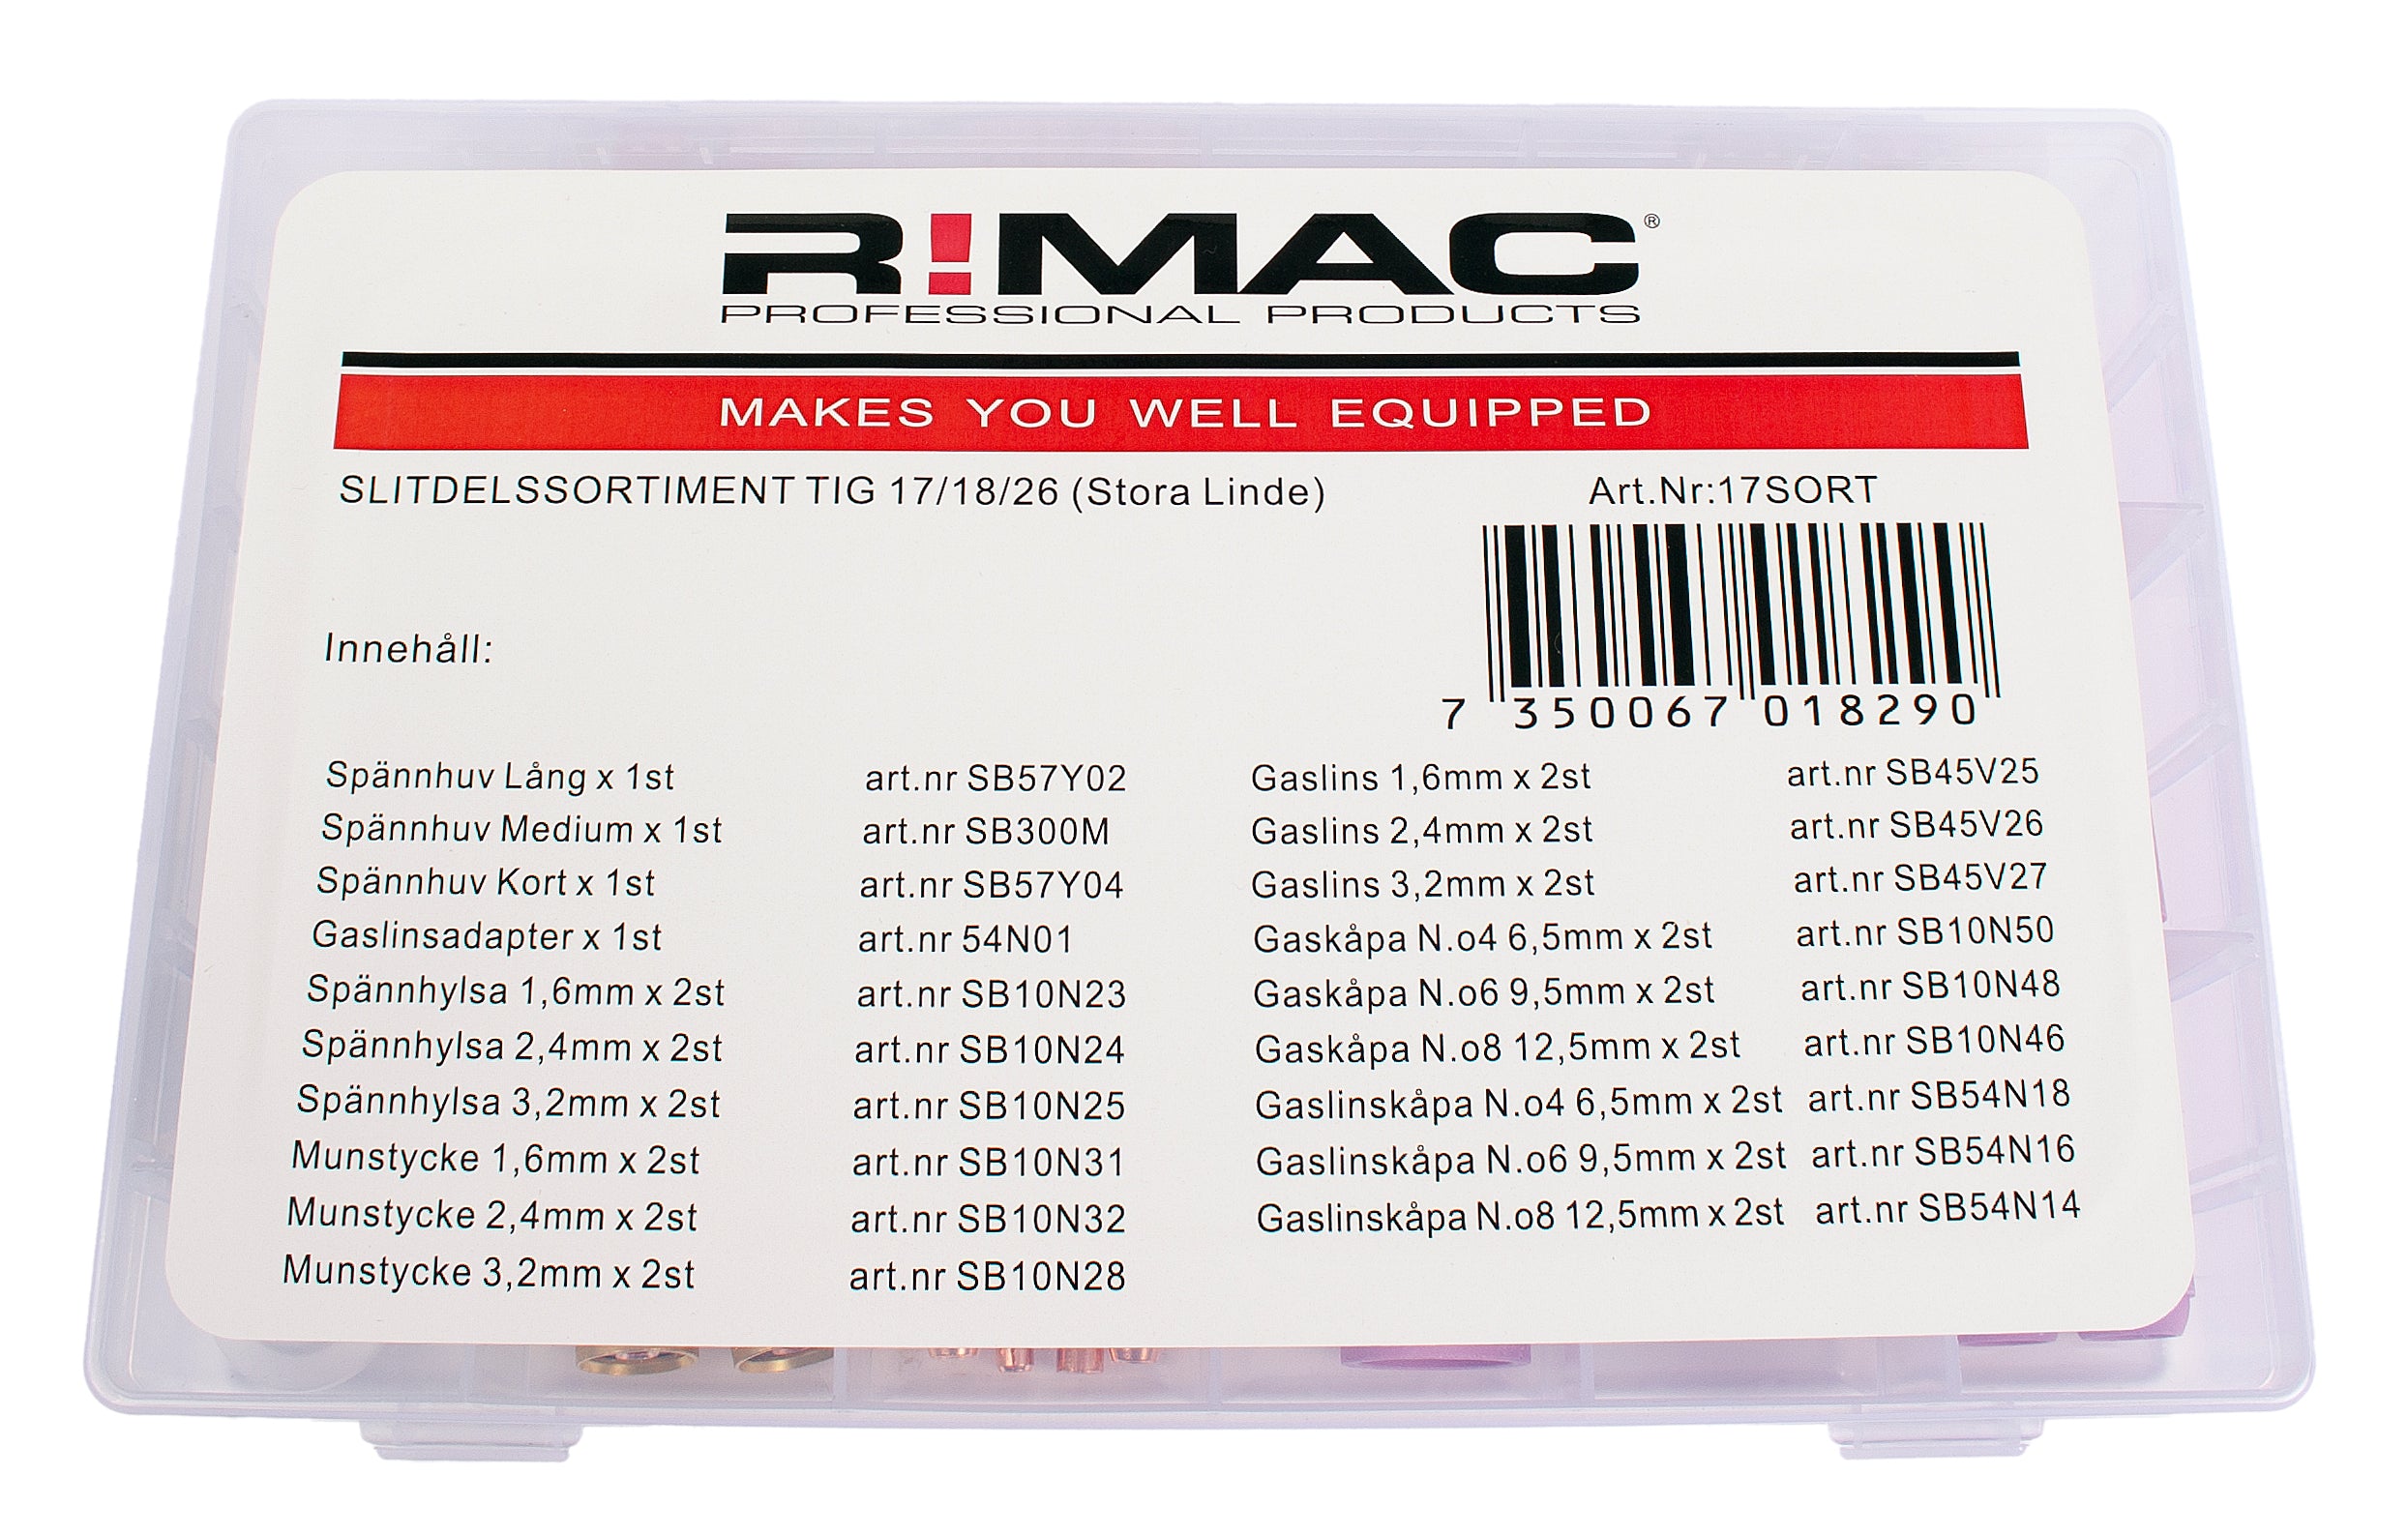 R!MAC®
PROFESSIONAL PRODUCTS
MAKES YOU WELL EQUIPPED
SLITDELSSORTIMENT TIG 17/18/26 (Stora Linde)
Art.Nr:17SORT
7 350067 018290
Innehåll:
Spännhuv Lång x 1st art.nr SB57Y02
Spännhuv Medium x 1st art.nr SB300M
Spännhuv Kort x 1st art.nr SB57Y04
Gaslinsadapter x 1st art.nr 54N01
Spännhylsa 1,6mm x 2st art.nr SB10N23
Spännhylsa 2,4mm x 2st art.nr SB10N24
Spännhylsa 3,2mm x 2st art.nr SB10N25
Munstycke 1,6mm x 2st art.nr SB10N31
Munstycke 2,4mm x 2st art.nr SB10N32
Munstycke 3,2mm x 2st art.nr SB10N28
Gaslins 1,6mm x 2st art.nr SB45V25
Gaslins 2,4mm x 2st art.nr SB45V26
Gaslins 3,2mm x 2st art.nr SB45V27
Gaskåpa N.o4 6,5mm x 2st art.nr SB10N50
Gaskåpa N.o6 9,5mm x 2st art.nr SB10N48
Gaskåpa N.o8 12,5mm x 2st art.nr SB10N46
Gaslinskåpa N.o4 6,5mm x 2st art.nr SB54N18
Gaslinskåpa N.o6 9,5mm x 2st art.nr SB54N16
Gaslinskåpa N.o8 12,5mm x 2st art.nr SB54N14